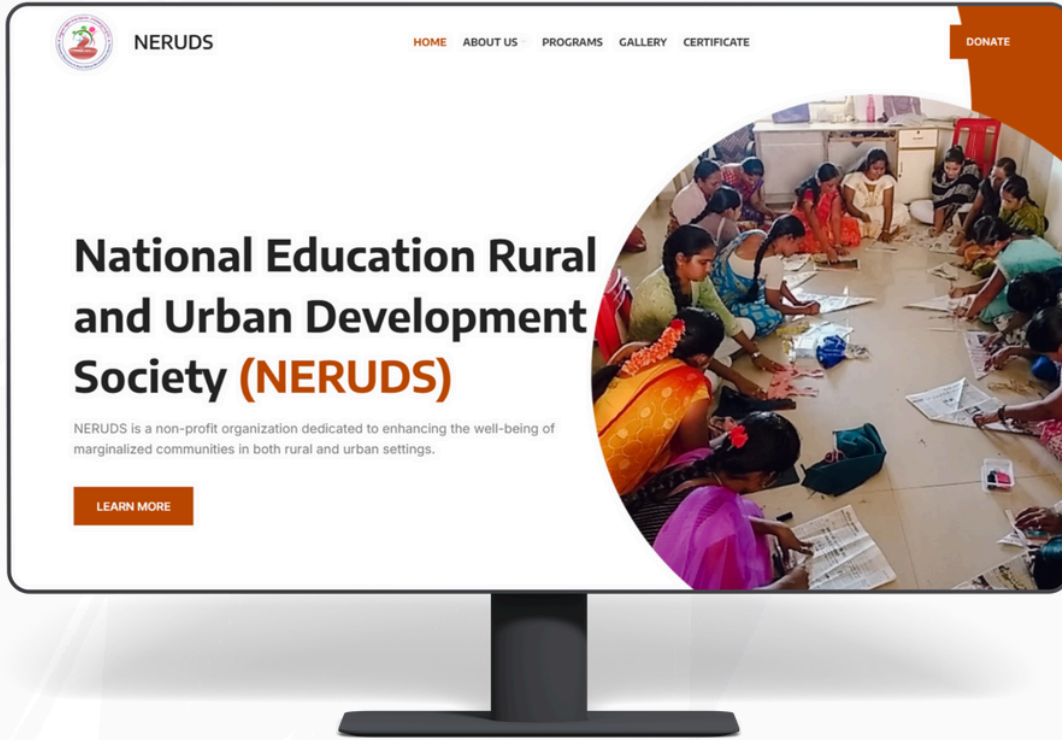 NERUDS
HOME ABOUT US PROGRAMS GALLERY CERTIFICATE
DONATE
National Education Rural
and Urban Development
Society (NERUDS)
NERUDS is a non-profit organization dedicated to enhancing the well-being of
marginalized communities in both rural and urban settings.
LEARN MORE